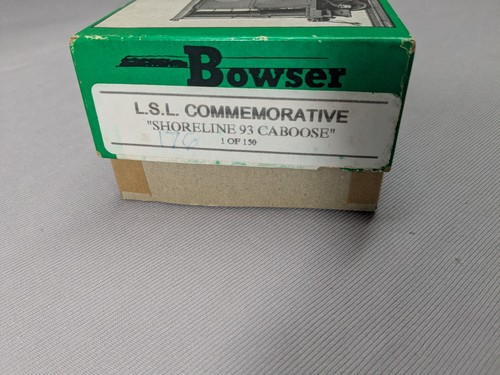 Bowser
L.S.L. COMMEMORATIVE
"SHORELINE 93 CABOOSE"
1 OF 150